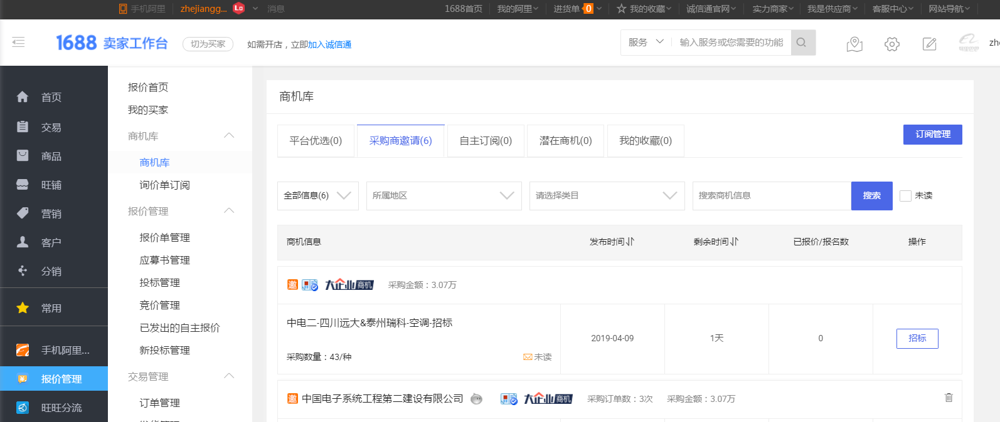 手机阿里 zhejiangg... 消息 1688首页 我的阿里 进货单 0 我的收藏 诚信通官网 实力商家 我是供应商 客服中心 网站导航
1688 卖家工作台 切为买家 如需开店，立即加入诚信通 服务 输入服务或您需要的功能 阿里巴巴 zhe
首页
交易
商品
旺铺
营销
客户
分销
常用
手机阿里...
报价管理
旺旺分流
报价首页
我的买家
商机库
商机库
询价单订阅
报价管理
报价单管理
应募书管理
投标管理
竞价管理
已发出的自主报价
新投标管理
交易管理
订单管理
商机库
平台优选(0) 采购商邀请(6) 自主订阅(0) 潜在商机(0) 我的收藏(0) 订阅管理
全部信息(6) 所属地区 请选择类目 搜索商机信息 搜索 未读
商机信息 发布时间 剩余时间 已报价/报名数 操作
邀 大企业商机 采购金额：3.07万
中电二-四川远大&泰州瑞科-空调-招标
采购数量：43/种 未读
2019-04-09 1天 0 招标
邀 中国电子系统工程第二建设有限公司 大企业商机 采购订单数：3次 采购金额：3.07万